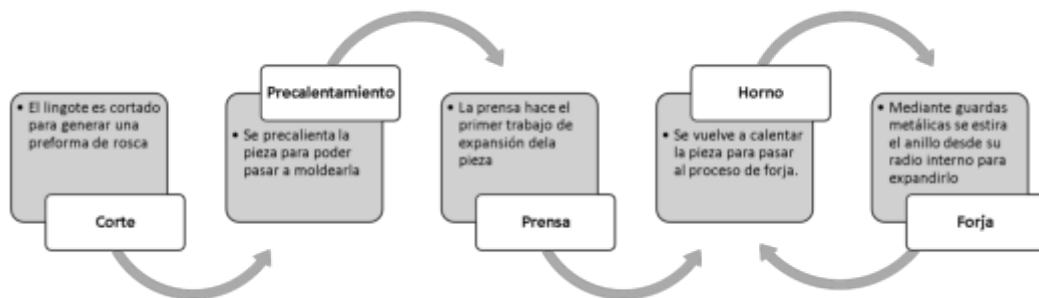 • El lingote es cortado
para generar una
preforma de rosca
Corte
Precalentamiento
• Se precalienta la
pieza para poder
pasar a moldearla
• La prensa hace el
primer trabajo de
expansión dela
pieza
Prensa
Horno
• Se vuelve a calentar
la pieza para pasar
al proceso de forja.
• Mediante guardas
metálicas se estira
el anillo desde su
radio interno para
expandirlo
Forja